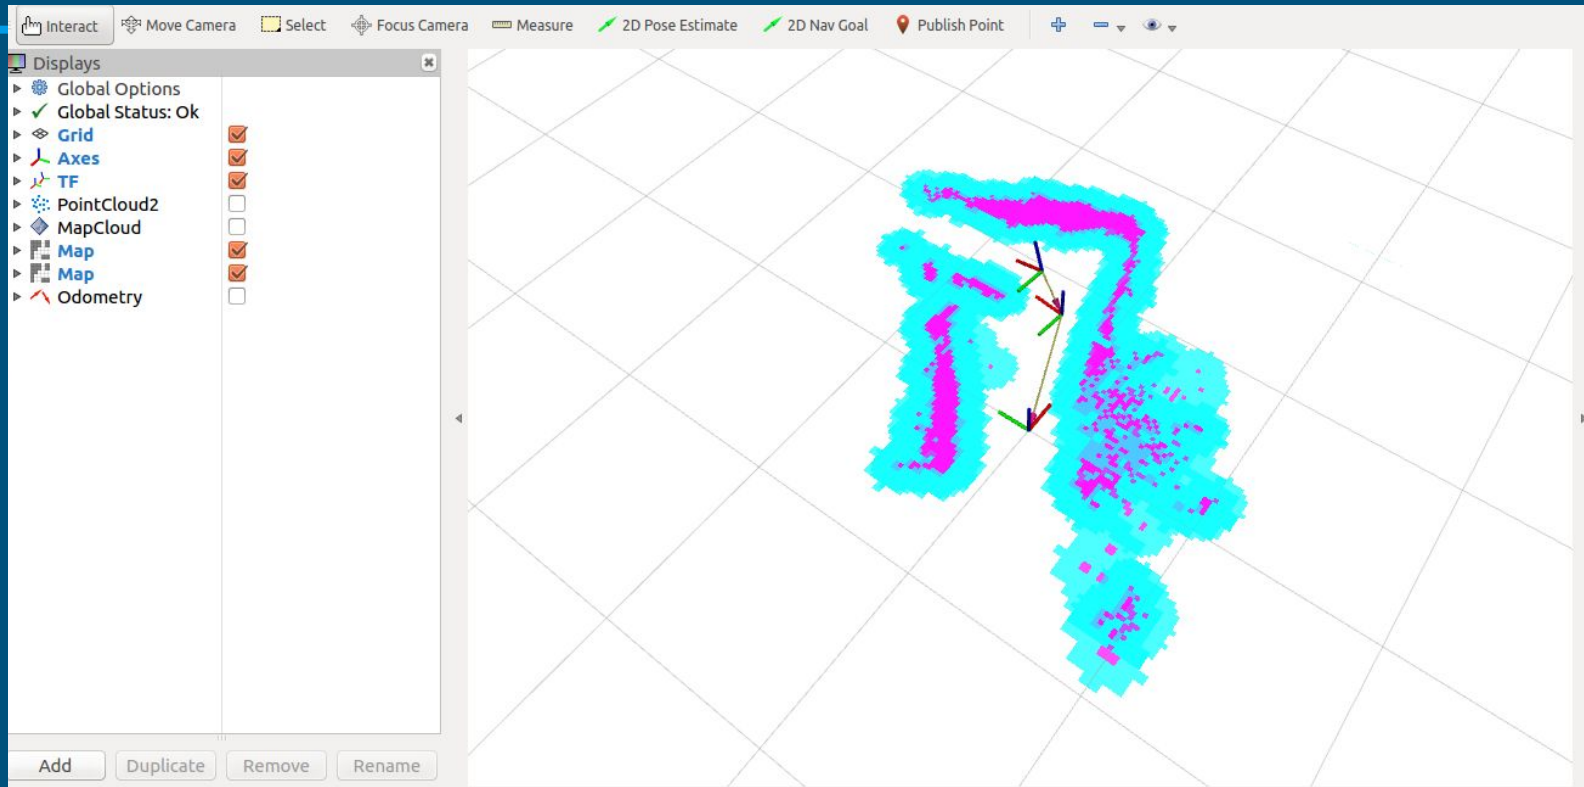 Interact Move Camera Select Focus Camera Measure 2D Pose Estimate 2D Nav Goal Publish Point
Displays
Global Options
Global Status: Ok
Grid
Axes
TF
PointCloud2
MapCloud
Map
Map
Odometry
Add Duplicate Remove Rename